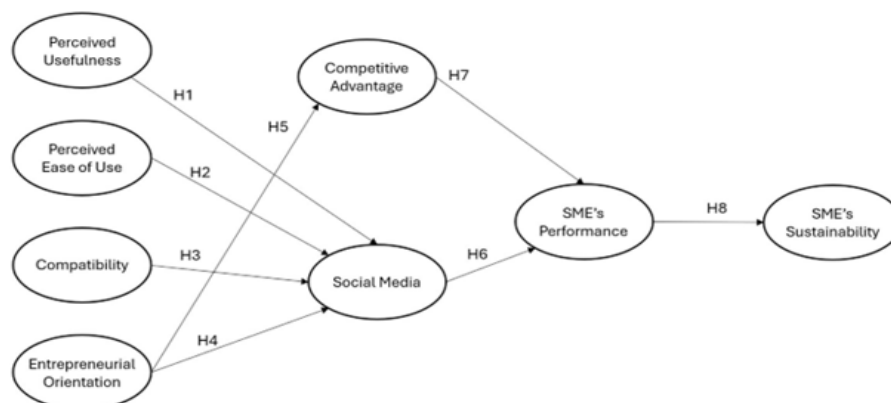 Perceived
Usefulness
Competitive
Advantage
H7
H1
H5
Perceived
Ease of Use
H2
SME's
Performance
H8
SME's
Sustainability
Compatibility
H3
Social Media
H6
H4
Entrepreneurial
Orientation